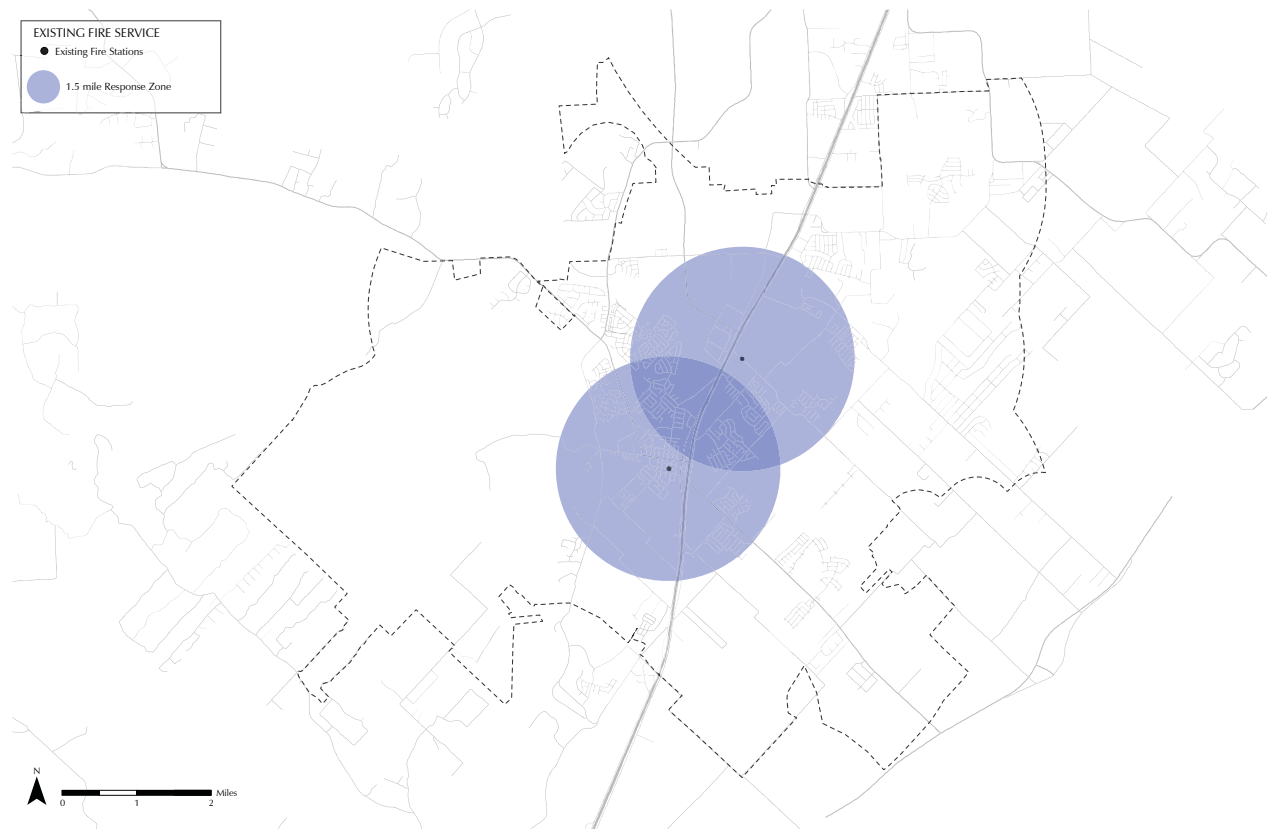 EXISTING FIRE SERVICE
Existing Fire Stations
1.5 mile Response Zone
N
Miles
0 1 2